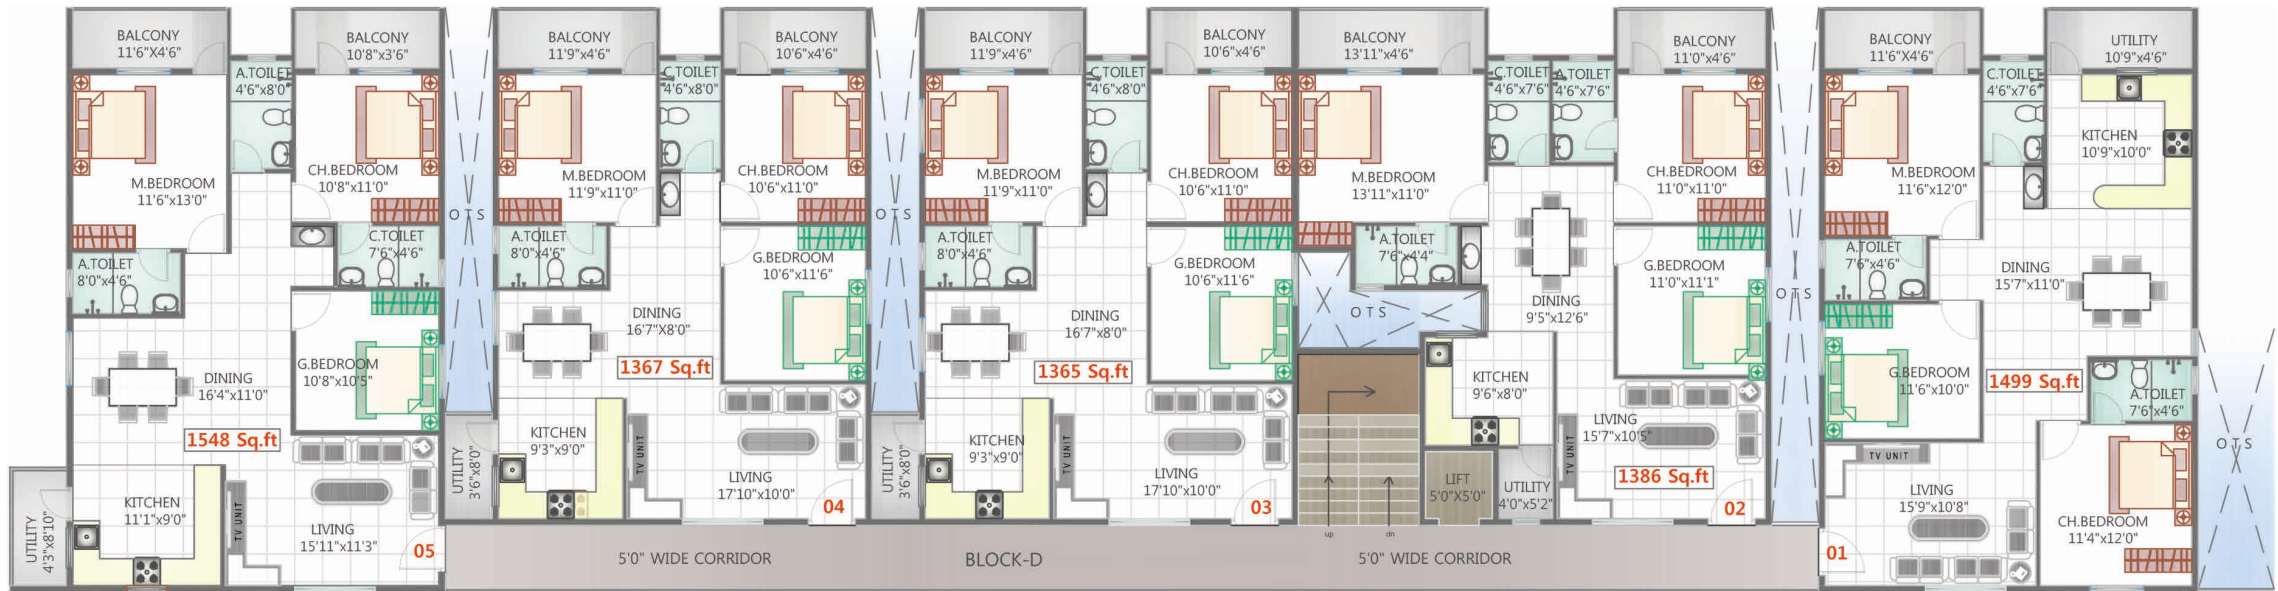 BALCONY
11'6"X4'6"
A.TOILET
4'6"x8'0"
BALCONY
10'8"x3'6"
M.BEDROOM
11'6"x13'0"
CH.BEDROOM
10'8"x11'0"
A.TOILET
8'0"x4'6"
C.TOILET
7'6"x4'6"
G.BEDROOM
10'8"x10'5"
DINING
16'4"x11'0"
1548 Sq.ft
KITCHEN
11'1"x9'0"
UTILITY
4'3"x8'10"
TV UNIT
LIVING
15'11"x11'3"
05
OTS
BALCONY
11'9"x4'6"
C.TOILET
4'6"x8'0"
BALCONY
10'6"x4'6"
M.BEDROOM
11'9"x11'0"
CH.BEDROOM
10'6"x11'0"
A.TOILET
8'0"x4'6"
G.BEDROOM
10'6"x11'6"
DINING
16'7"X8'0"
1367 Sq.ft
UTILITY
3'6"x8'0"
KITCHEN
9'3"x9'0"
TV UNIT
LIVING
17'10"x10'0"
04
OTS
BALCONY
11'9"x4'6"
C.TOILET
4'6"x8'0"
BALCONY
10'6"x4'6"
M.BEDROOM
11'9"x11'0"
CH.BEDROOM
10'6"x11'0"
A.TOILET
8'0"x4'6"
G.BEDROOM
10'6"x11'6"
DINING
16'7"x8'0"
1365 Sq.ft
UTILITY
3'6"x8'0"
KITCHEN
9'3"x9'0"
TV UNIT
LIVING
17'10"x10'0"
03
BALCONY
13'11"x4'6"
C.TOILET
4'6"x7'6"
A.TOILET
4'6"x7'6"
BALCONY
11'0"x4'6"
M.BEDROOM
13'11"x11'0"
CH.BEDROOM
11'0"x11'0"
A.TOILET
7'6"x4'4"
G.BEDROOM
11'0"x11'1"
OTS
DINING
9'5"x12'6"
KITCHEN
9'6"x8'0"
LIVING
15'7"x10'5"
TV UNIT
1386 Sq.ft
LIFT
5'0"X5'0"
UTILITY
4'0"x5'2"
02
up
dn
OTS
BALCONY
11'6"X4'6"
C.TOILET
4'6"x7'6"
UTILITY
10'9"x4'6"
KITCHEN
10'9"x10'0"
M.BEDROOM
11'6"x12'0"
A.TOILET
7'6"x4'6"
DINING
15'7"x11'0"
G.BEDROOM
11'6"x10'0"
1499 Sq.ft
A.TOILET
7'6"x4'6"
TV UNIT
LIVING
15'9"x10'8"
CH.BEDROOM
11'4"x12'0"
01
OTS
5'0" WIDE CORRIDOR
BLOCK-D
5'0" WIDE CORRIDOR